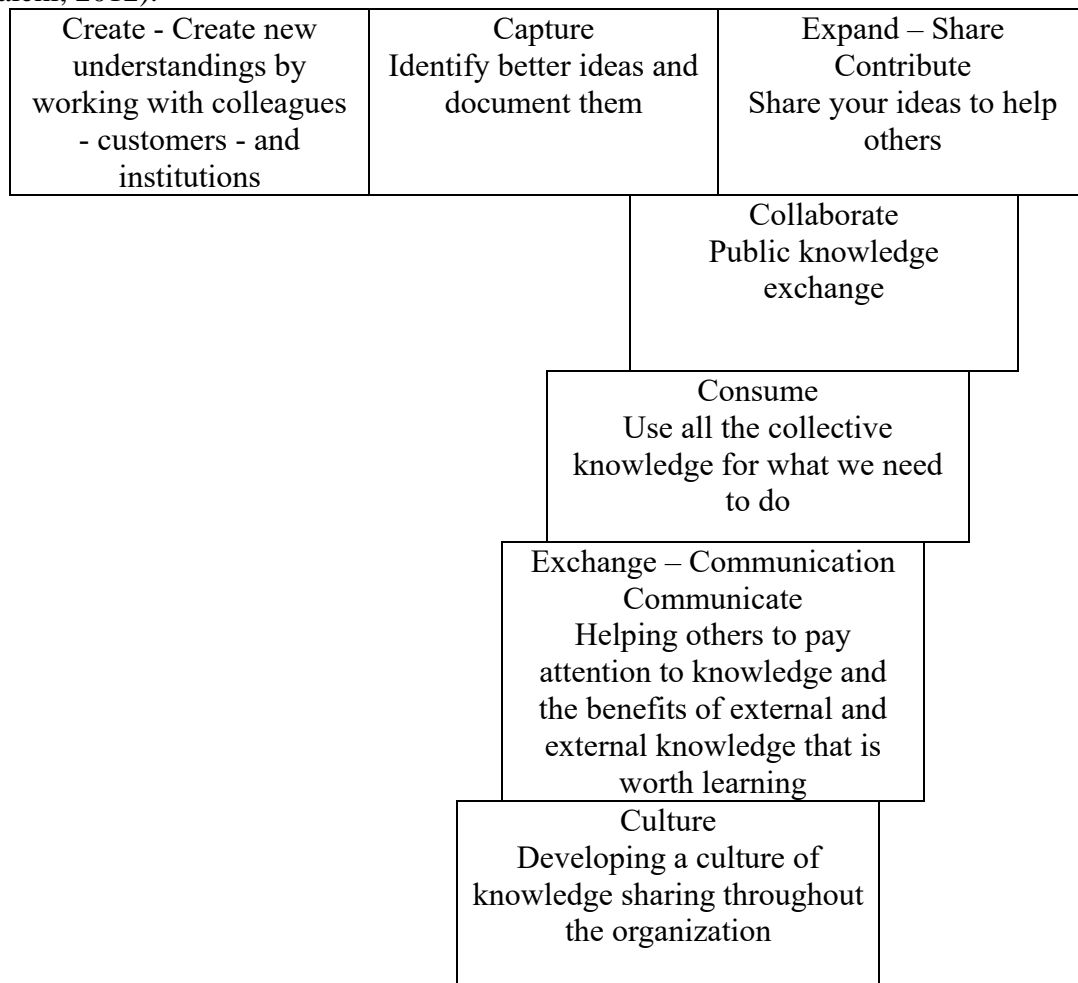 2012).
Create - Create new
understandings by
working with colleagues
- customers - and
institutions
Capture
Identify better ideas and
document them
Expand – Share
Contribute
Share your ideas to help
others
Collaborate
Public knowledge
exchange
Consume
Use all the collective
knowledge for what we need
to do
Exchange – Communication
Communicate
Helping others to pay
attention to knowledge and
the benefits of external and
external knowledge that is
worth learning
Culture
Developing a culture of
knowledge sharing throughout
the organization